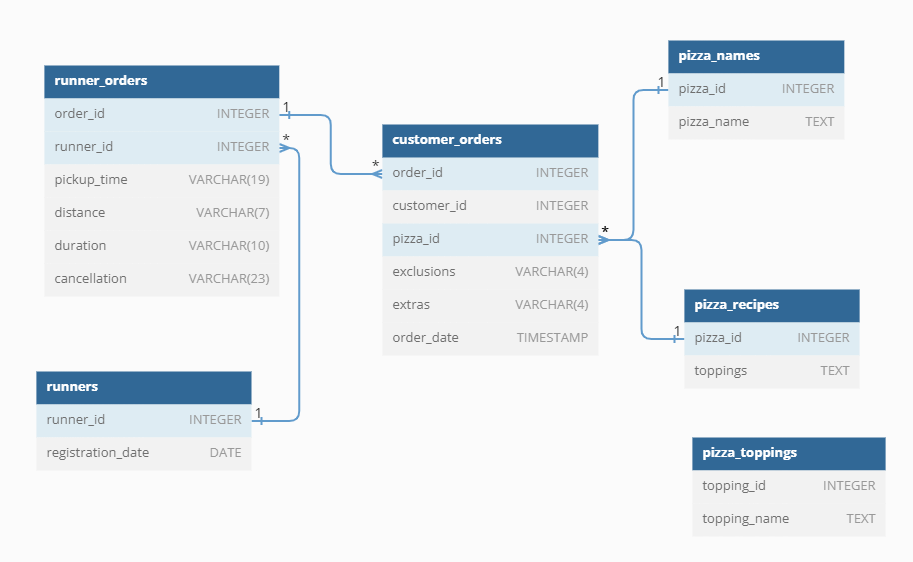 runner_orders
order_id INTEGER
runner_id INTEGER
pickup_time VARCHAR(19)
distance VARCHAR(7)
duration VARCHAR(10)
cancellation VARCHAR(23)
1
*
runners
runner_id INTEGER
registration_date DATE
1
customer_orders
order_id INTEGER
customer_id INTEGER
pizza_id INTEGER
exclusions VARCHAR(4)
extras VARCHAR(4)
order_date TIMESTAMP
*
*
pizza_names
pizza_id INTEGER
pizza_name TEXT
1
pizza_recipes
pizza_id INTEGER
toppings TEXT
1
pizza_toppings
topping_id INTEGER
topping_name TEXT